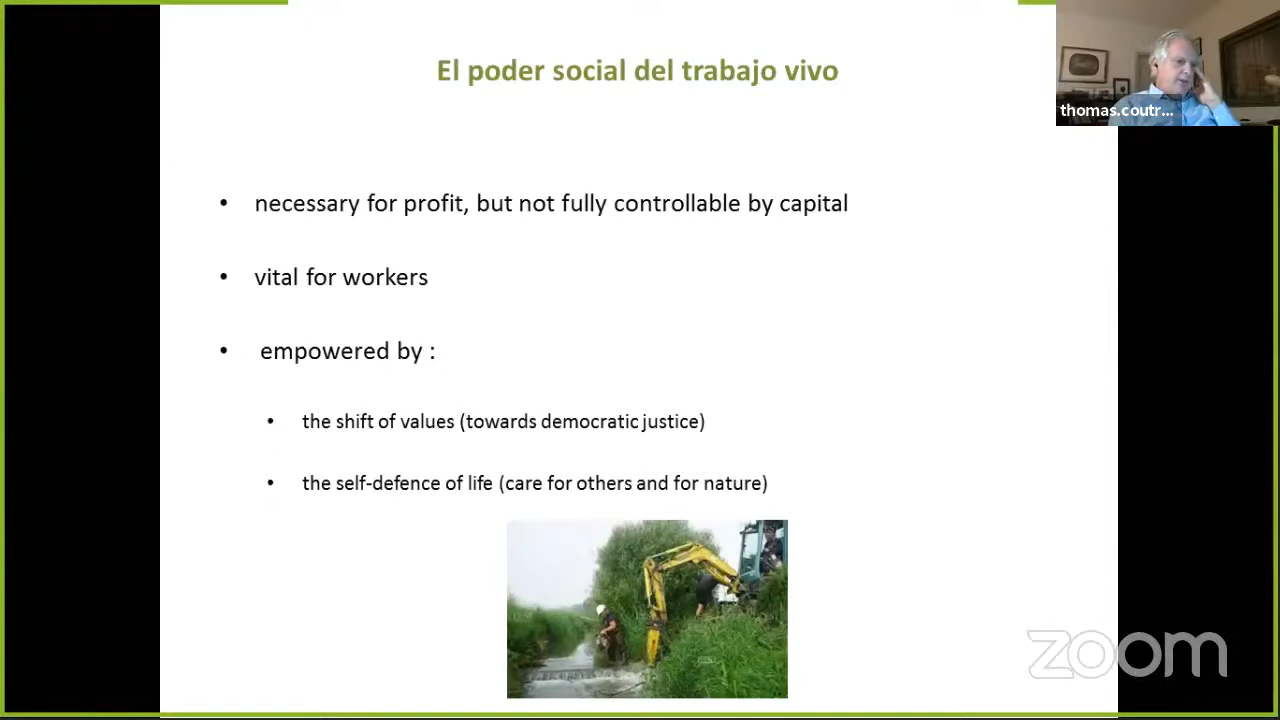 El poder social del trabajo vivo
thomas.coutr...
• necessary for profit, but not fully controllable by capital
• vital for workers
• empowered by :
• the shift of values (towards democratic justice)
• the self-defence of life (care for others and for nature)
zoom